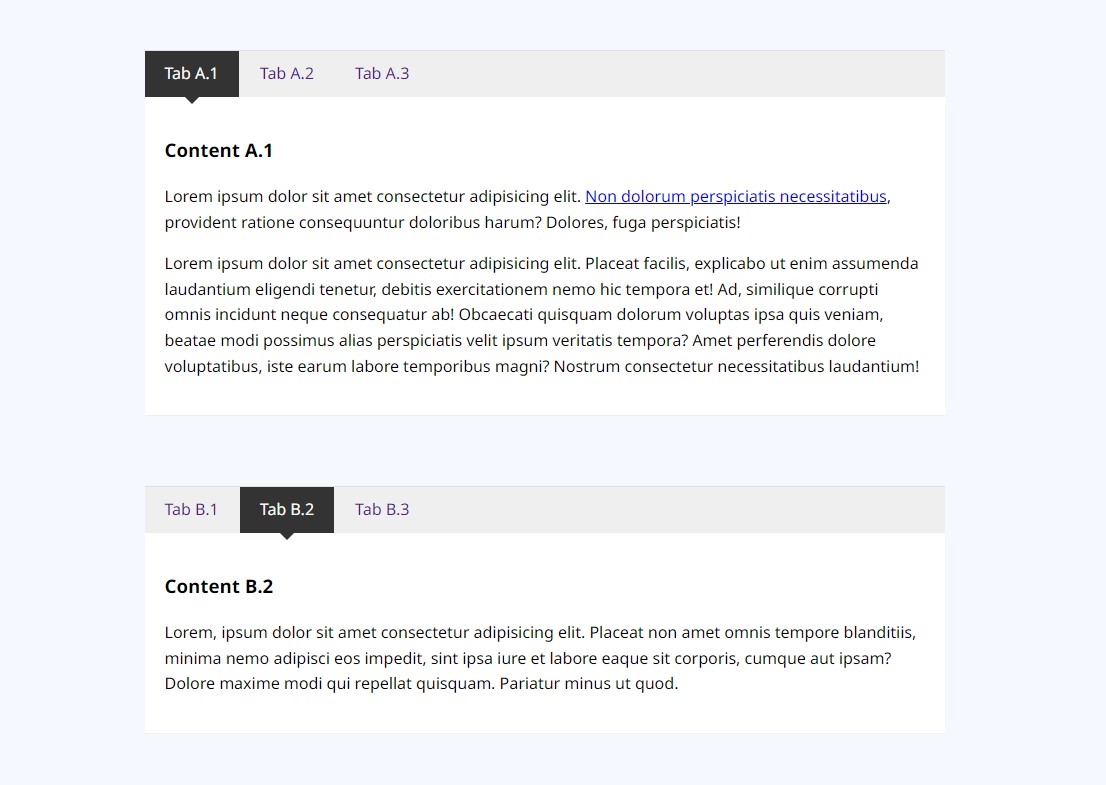 Tab A.1 Tab A.2 Tab A.3
Content A.1
Lorem ipsum dolor sit amet consectetur adipisicing elit. Non dolorum perspiciatis necessitatibus,
provident ratione consequuntur doloribus harum? Dolores, fuga perspiciatis!
Lorem ipsum dolor sit amet consectetur adipisicing elit. Placeat facilis, explicabo ut enim assumenda
laudantium eligendi tenetur, debitis exercitationem nemo hic tempora et! Ad, similique corrupti
omnis incidunt neque consequatur ab! Obcaecati quisquam dolorum voluptas ipsa quis veniam,
beatae modi possimus alias perspiciatis velit ipsum veritatis tempora? Amet perferendis dolore
voluptatibus, iste earum labore temporibus magni? Nostrum consectetur necessitatibus laudantium!
Tab B.1 Tab B.2 Tab B.3
Content B.2
Lorem, ipsum dolor sit amet consectetur adipisicing elit. Placeat non amet omnis tempore blanditiis,
minima nemo adipisci eos impedit, sint ipsa iure et labore eaque sit corporis, cumque aut ipsam?
Dolore maxime modi qui repellat quisquam. Pariatur minus ut quod.